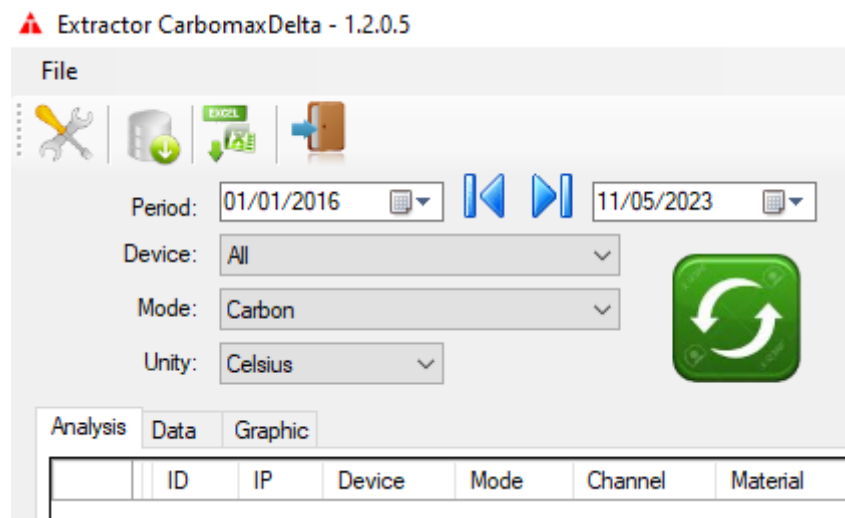 Extractor CarbomaxDelta - 1.2.0.5
File
EXCEL
Period: 01/01/2016 11/05/2023
Device: All
Mode: Carbon
Unity: Celsius
Analysis Data Graphic
ID IP Device Mode Channel Material